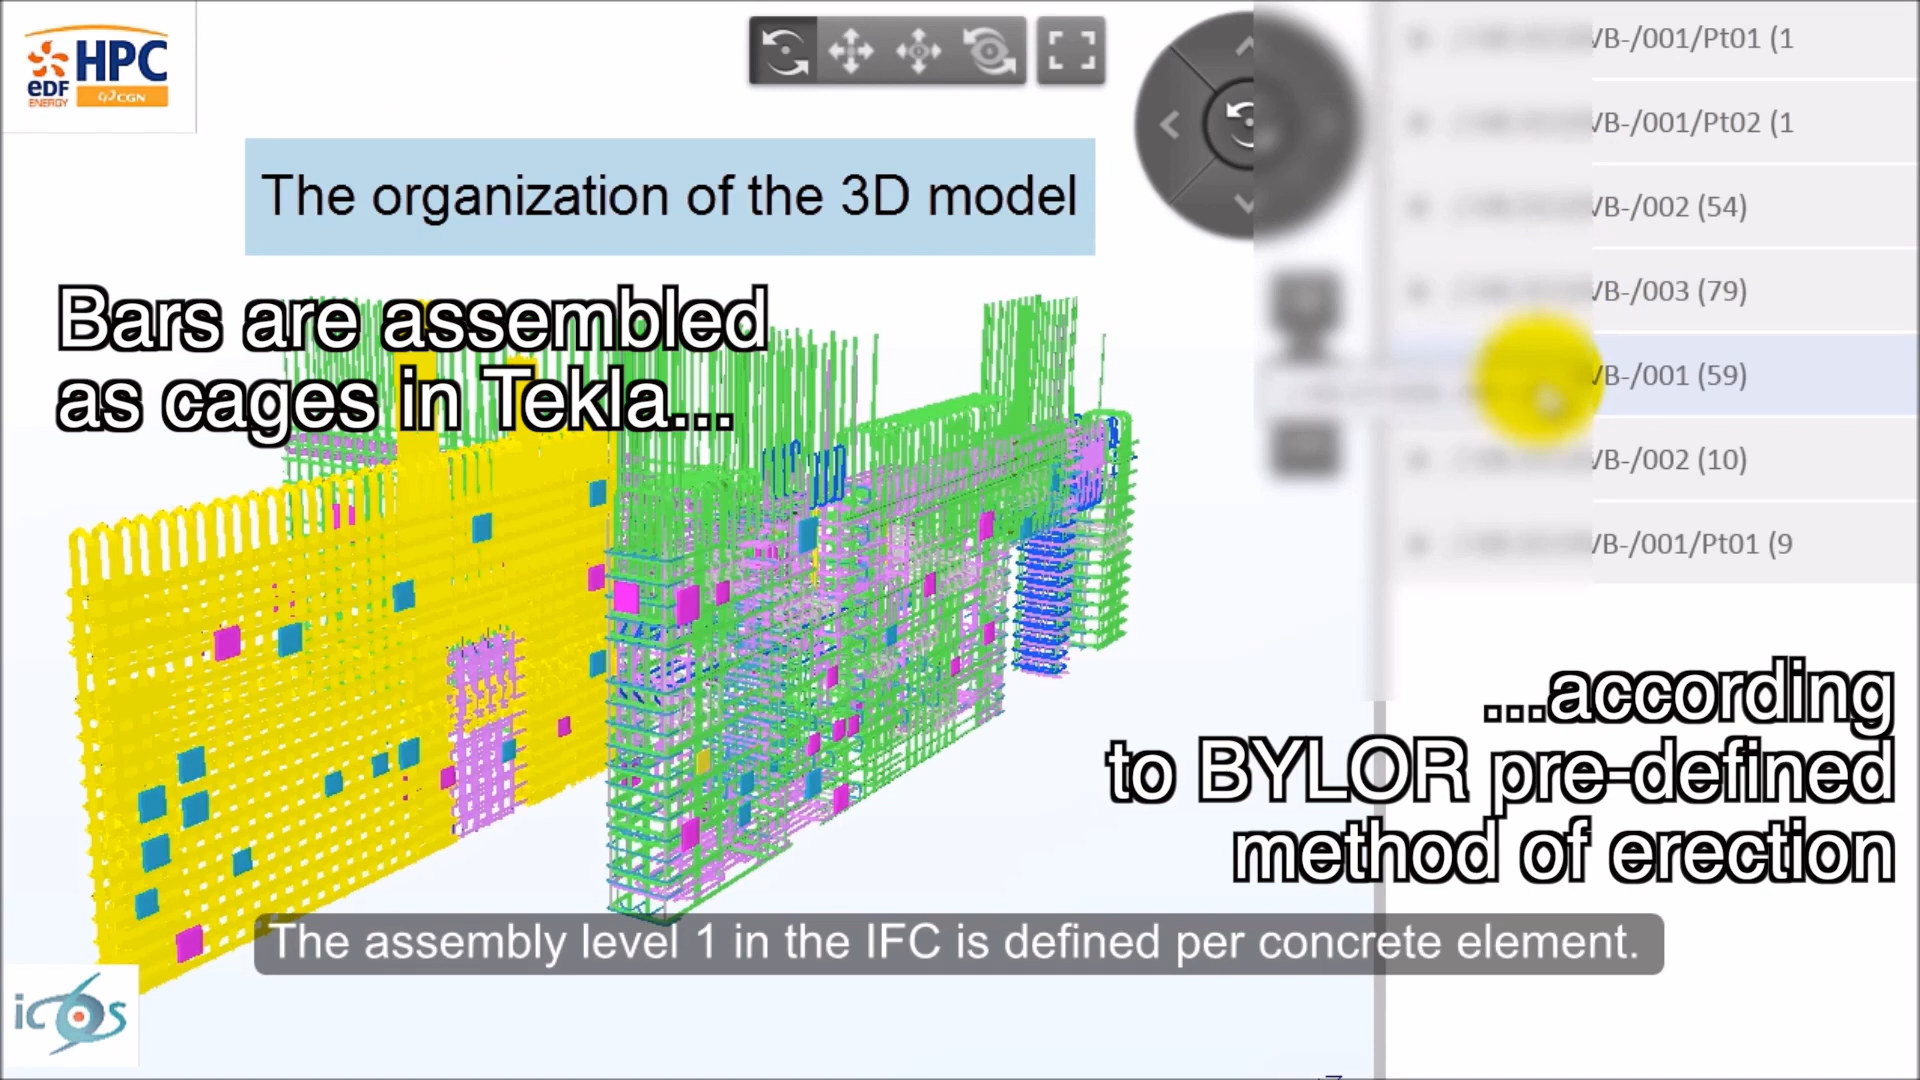 HPC
eDF
ENERGY
CGN
The organization of the 3D model
Bars are assembled
as cages in Tekla...
VB-/001/Pt01 (1
VB-/001/Pt02 (1
VB-/002 (54)
VB-/003 (79)
VB-/001 (59)
VB-/002 (10)
VB-/001/Pt01 (9
...according
to BYLOR pre-defined
method of erection
The assembly level 1 in the IFC is defined per concrete element.
icos